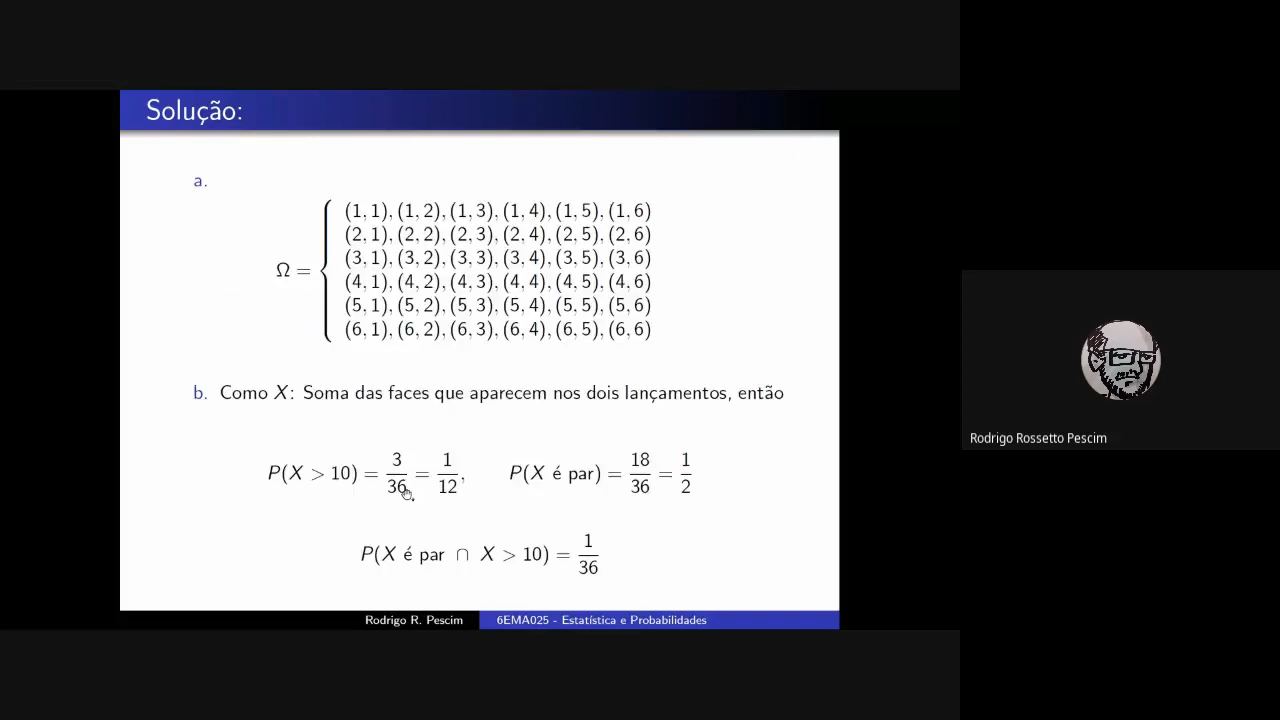 Solução:
a.
Ω = { (1, 1), (1, 2), (1, 3), (1, 4), (1, 5), (1, 6)
(2, 1), (2, 2), (2, 3), (2, 4), (2, 5), (2, 6)
(3, 1), (3, 2), (3, 3), (3, 4), (3, 5), (3, 6)
(4, 1), (4, 2), (4, 3), (4, 4), (4, 5), (4, 6)
(5, 1), (5, 2), (5, 3), (5, 4), (5, 5), (5, 6)
(6, 1), (6, 2), (6, 3), (6, 4), (6, 5), (6, 6)
b. Como X: Soma das faces que aparecem nos dois lançamentos, então
P(X > 10) = 3/36 = 1/12, P(X é par) = 18/36 = 1/2
P(X é par ∩ X > 10) = 1/36
Rodrigo R. Pescim 6EMA025 - Estatística e Probabilidades
Rodrigo Rossetto Pescim